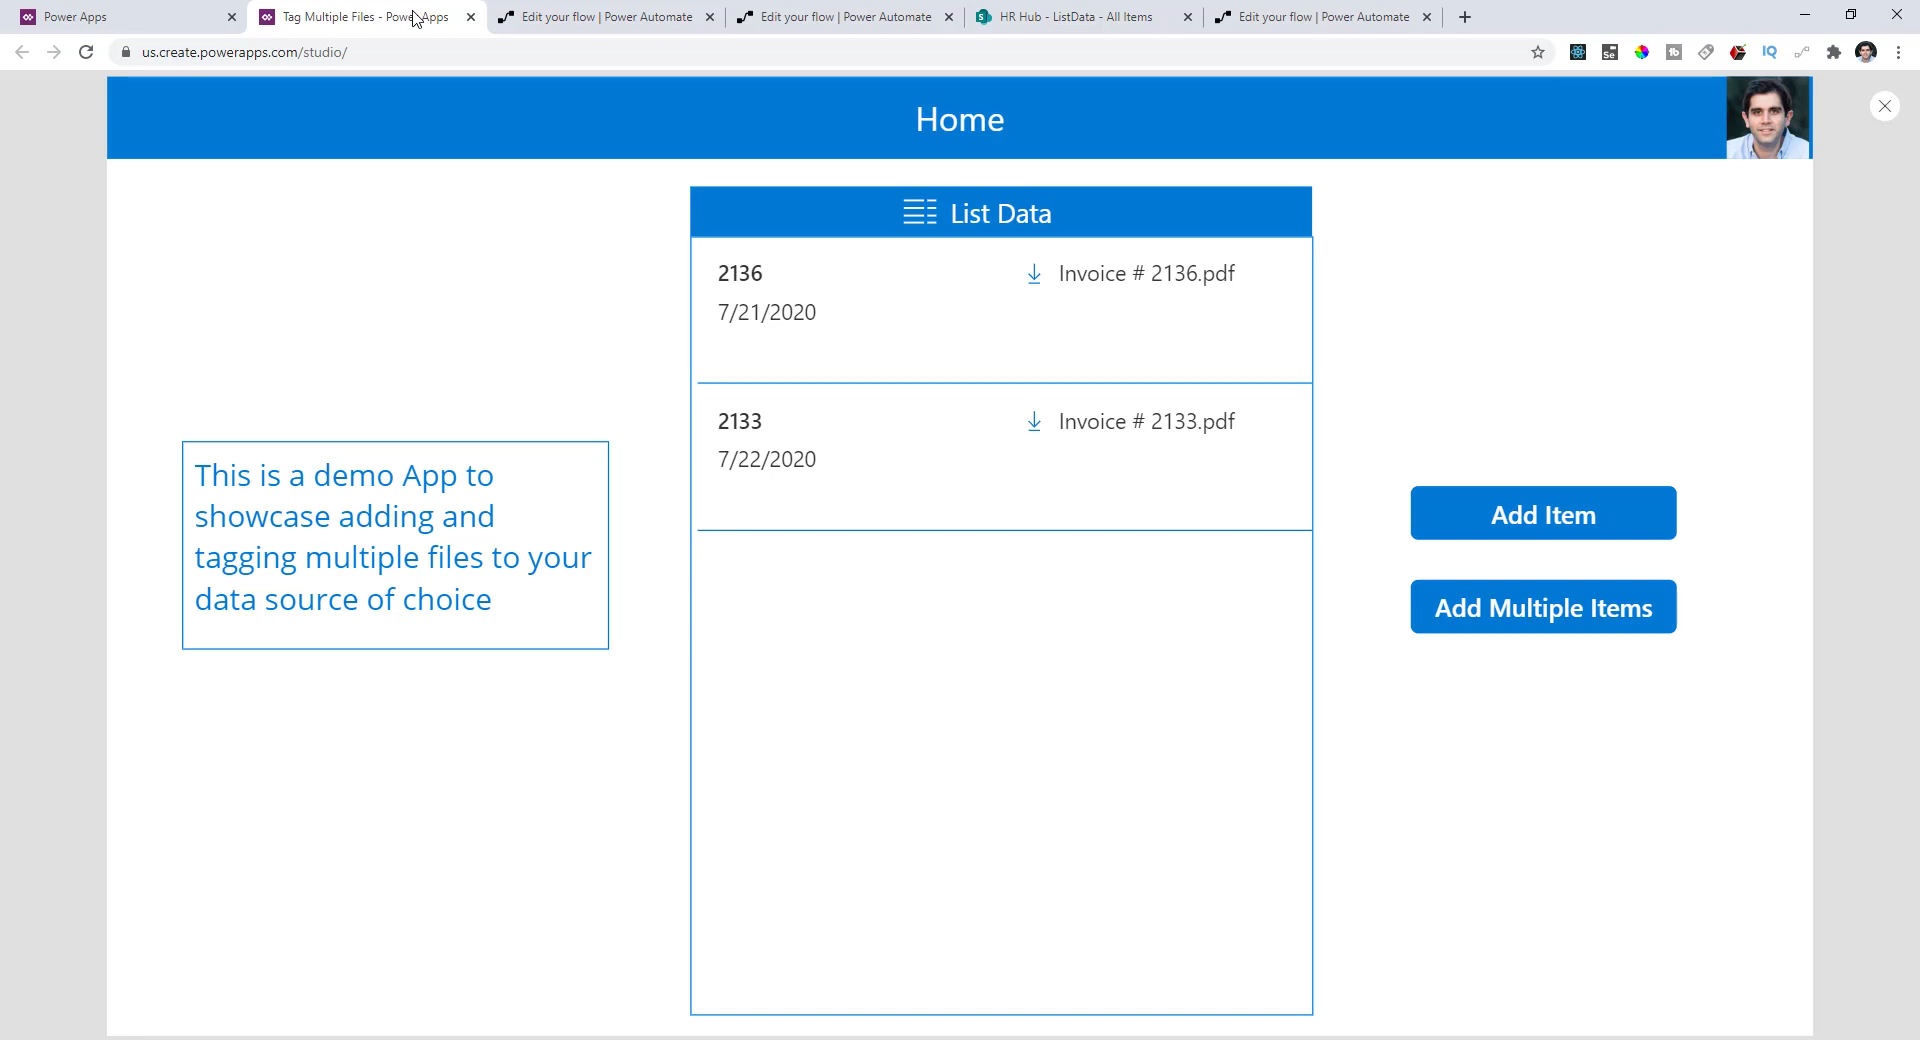 Power Apps
Tag Multiple Files - Power Apps
Edit your flow | Power Automate
Edit your flow | Power Automate
HR Hub - ListData - All Items
Edit your flow | Power Automate
us.create.powerapps.com/studio/
Se
tb
IQ
Home
List Data
2136
Invoice # 2136.pdf
7/21/2020
2133
Invoice # 2133.pdf
7/22/2020
This is a demo App to
showcase adding and
tagging multiple files to your
data source of choice
Add Item
Add Multiple Items